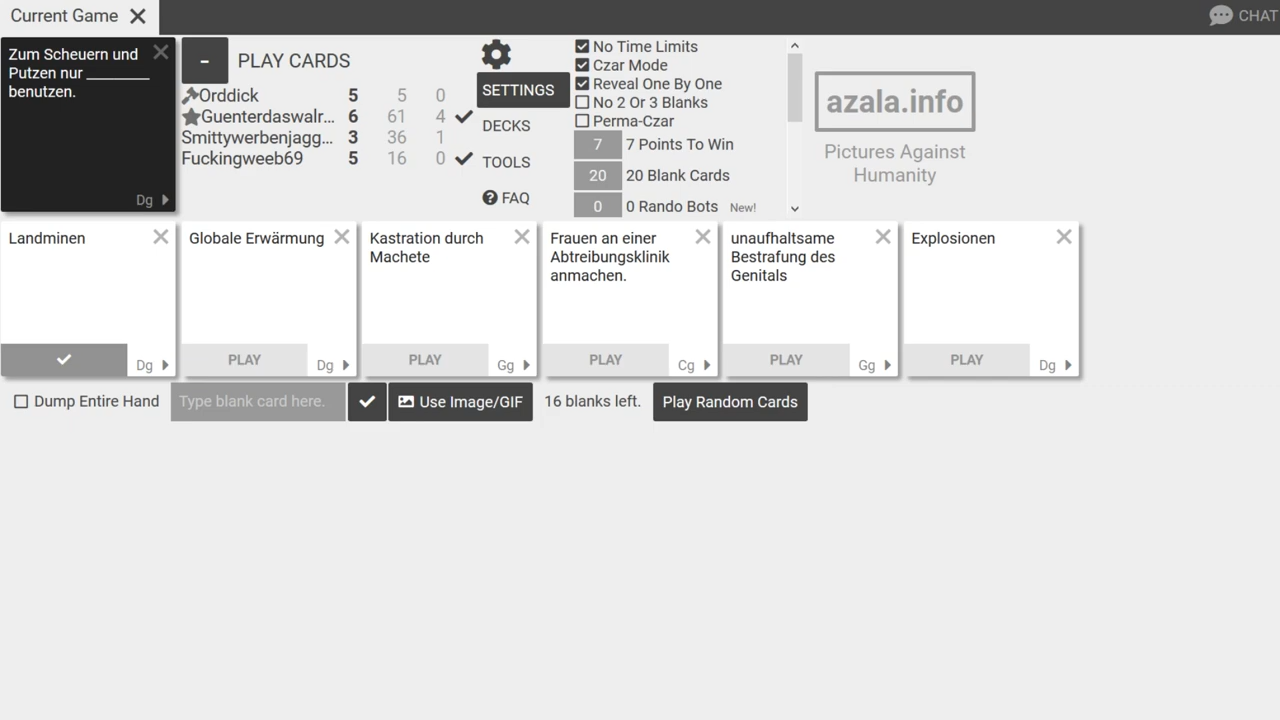 Current Game
CHAT
Zum Scheuern und
Putzen nur ________
benutzen.
Dg
-
PLAY CARDS
Orddick 5 5 0
Guenterdaswalr... 6 61 4
Smittywerbenjagg... 3 36 1
Fuckingweeb69 5 16 0
SETTINGS
DECKS
TOOLS
FAQ
No Time Limits
Czar Mode
Reveal One By One
No 2 Or 3 Blanks
Perma-Czar
7 7 Points To Win
20 20 Blank Cards
0 0 Rando Bots New!
azala.info
Pictures Against
Humanity
Landminen
Dg
Globale Erwärmung
PLAY Dg
Kastration durch
Machete
PLAY Gg
Frauen an einer
Abtreibungsklinik
anmachen.
PLAY Cg
unaufhaltsame
Bestrafung des
Genitals
PLAY Gg
Explosionen
PLAY Dg
Dump Entire Hand
Type blank card here.
Use Image/GIF
16 blanks left.
Play Random Cards